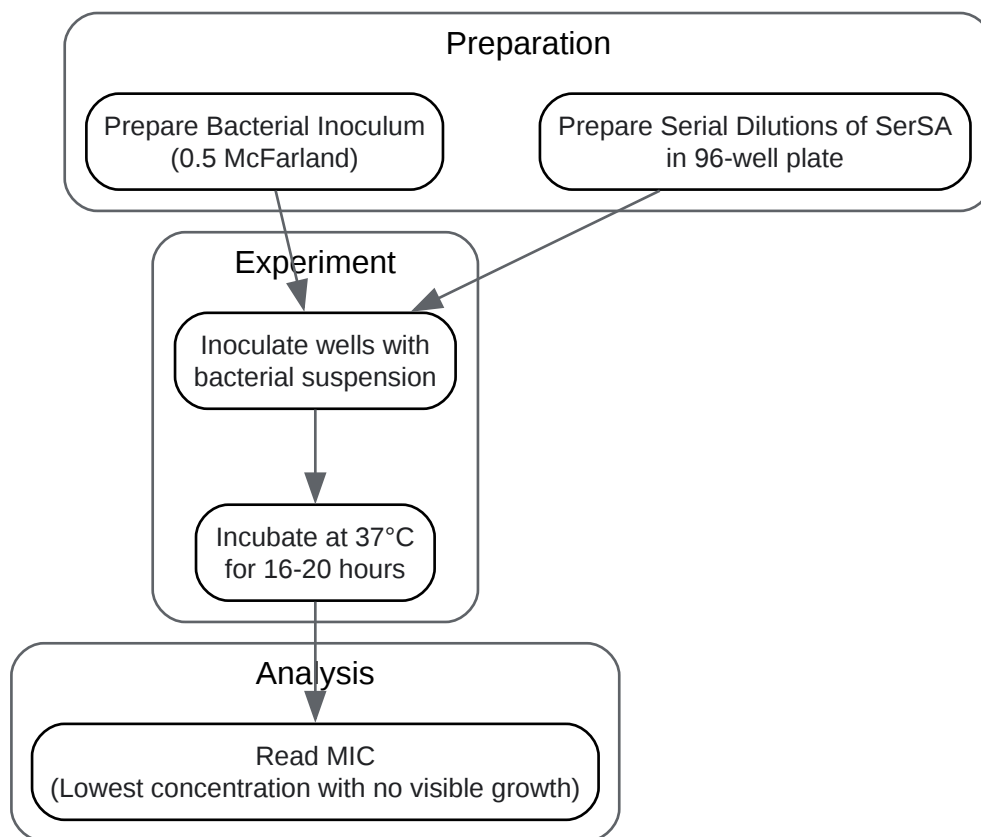 Preparation
Prepare Bacterial Inoculum
(0.5 McFarland)
Prepare Serial Dilutions of SerSA
in 96-well plate
Experiment
Inoculate wells with
bacterial suspension
Incubate at 37°C
for 16-20 hours
Analysis
Read MIC
(Lowest concentration with no visible growth)